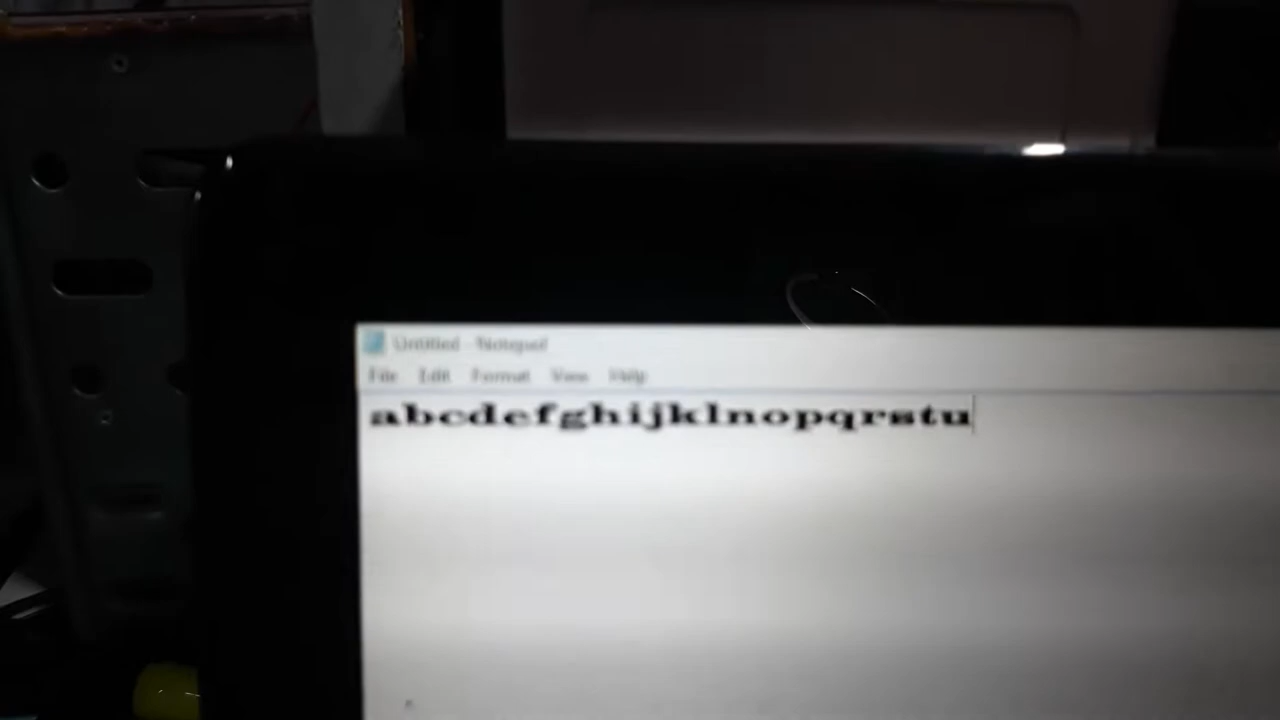 Untitled - Notepad
File Edit Format View Help
abcdefghijklnopqrstu